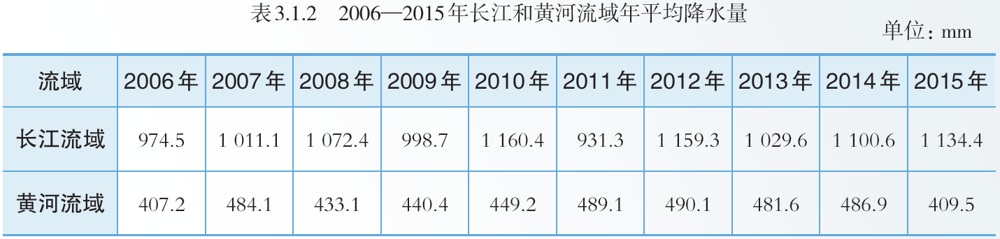 表3.1.2 2006—2015年长江和黄河流域年平均降水量
单位：mm
流域 2006年 2007年 2008年 2009年 2010年 2011年 2012年 2013年 2014年 2015年
长江流域 974.5 1 011.1 1 072.4 998.7 1 160.4 931.3 1 159.3 1 029.6 1 100.6 1 134.4
黄河流域 407.2 484.1 433.1 440.4 449.2 489.1 490.1 481.6 486.9 409.5